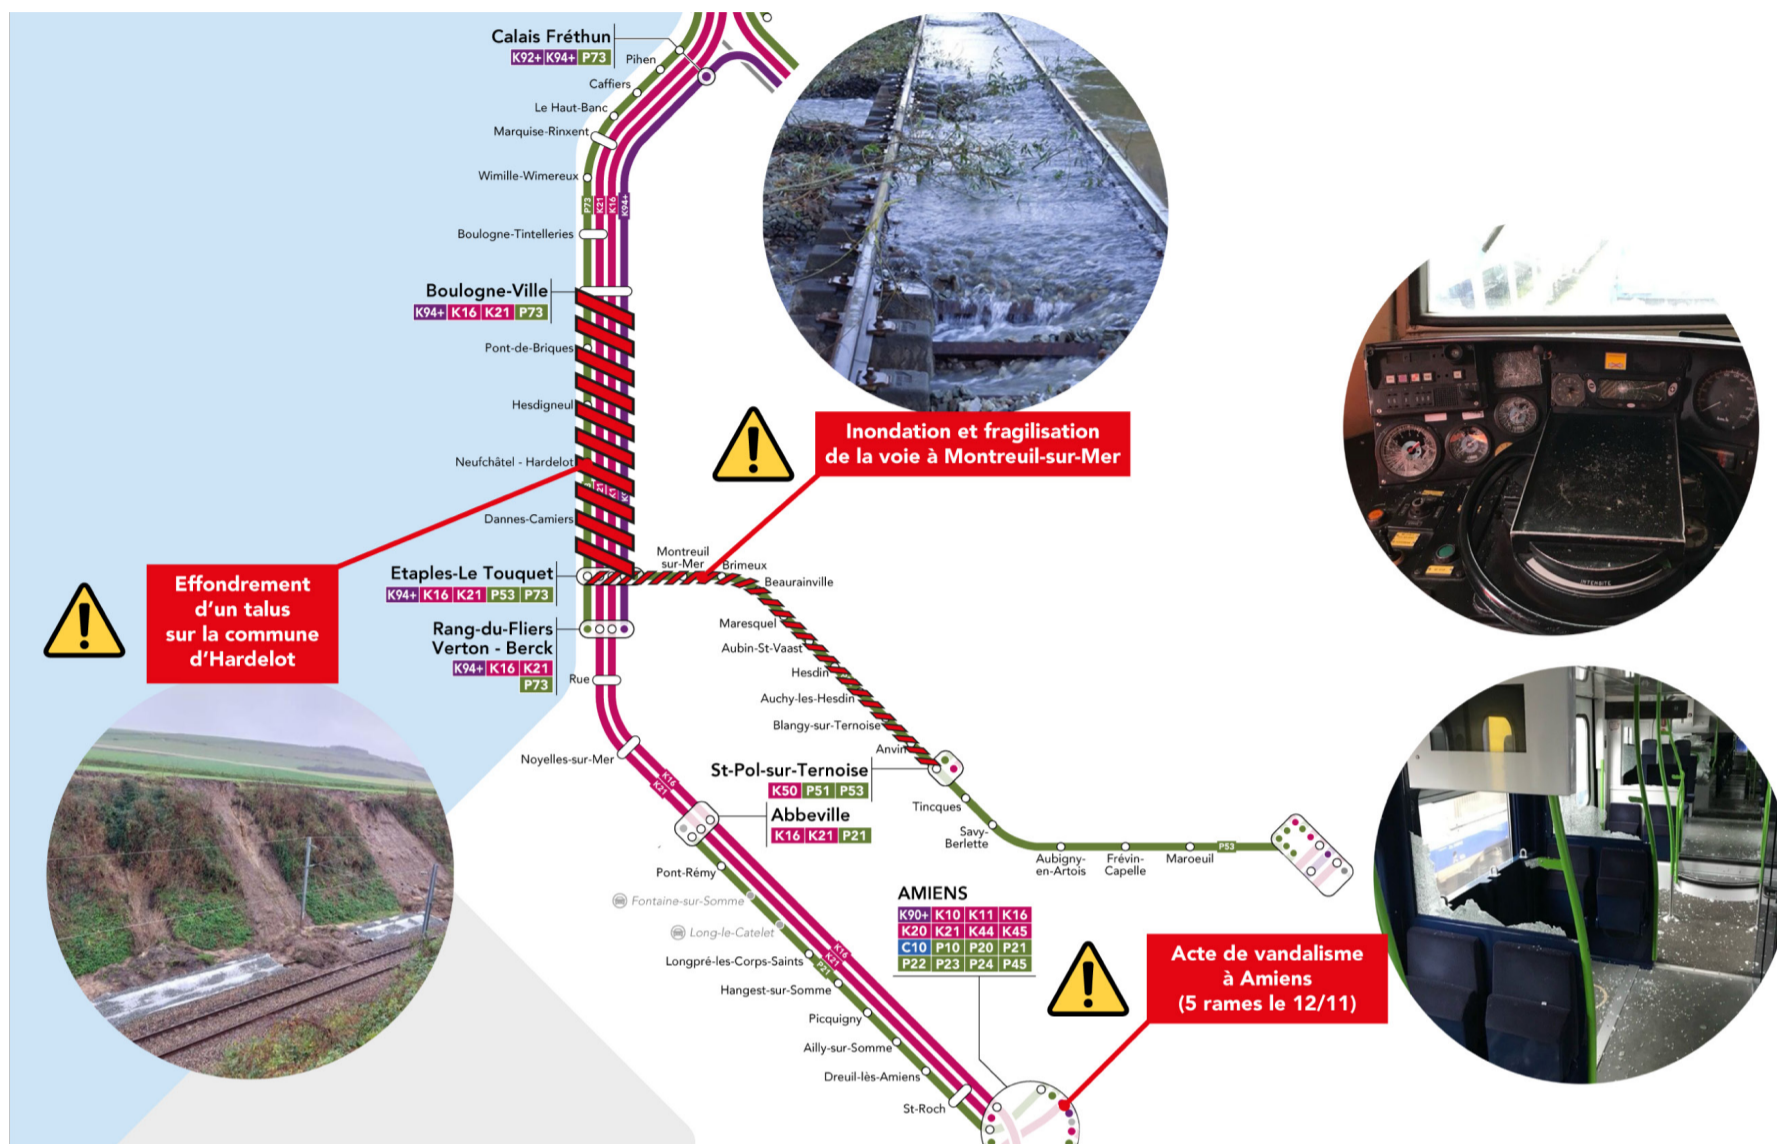 Calais Fréthun
K92+ K94+ P73
Pihen
Caffiers
Le Haut-Banc
Marquise-Rinxent
Wimille-Wimereux
P73 K21 K16 K94+
Boulogne-Tintelleries
Boulogne-Ville
K94+ K16 K21 P73
Pont-de-Briques
Hesdigneul
Neufchâtel - Hardelot
Dannes-Camiers
Inondation et fragilisation
de la voie à Montreuil-sur-Mer
Effondrement
d'un talus
sur la commune
d'Hardelot
Etaples-Le Touquet
K94+ K16 K21 P53 P73
Montreuil
sur-Mer
Brimeux
Beaurainville
Maresquel
Aubin-St-Vaast
Hesdin
Auchy-les-Hesdin
Blangy-sur-Ternoise
Anvin
Rang-du-Fliers
Verton - Berck
K94+ K16 K21
P73
Rue
Noyelles-sur-Mer
K16
K21
St-Pol-sur-Ternoise
K50 P51 P53
Tincques
Savy-
Berlette
Aubigny-
en-Artois
Frévin-
Capelle
Maroeuil
P53
Abbeville
K16 K21 P21
Pont-Rémy
Fontaine-sur-Somme
Long-le-Catelet
Longpré-les-Corps-Saints
K16
K21
P21
Hangest-sur-Somme
Picquigny
Ailly-sur-Somme
Dreuil-lès-Amiens
St-Roch
AMIENS
K90+ K10 K11 K16
K20 K21 K44 K45
C10 P10 P20 P21
P22 P23 P24 P45
Acte de vandalisme
à Amiens
(5 rames le 12/11)
INTERDITE